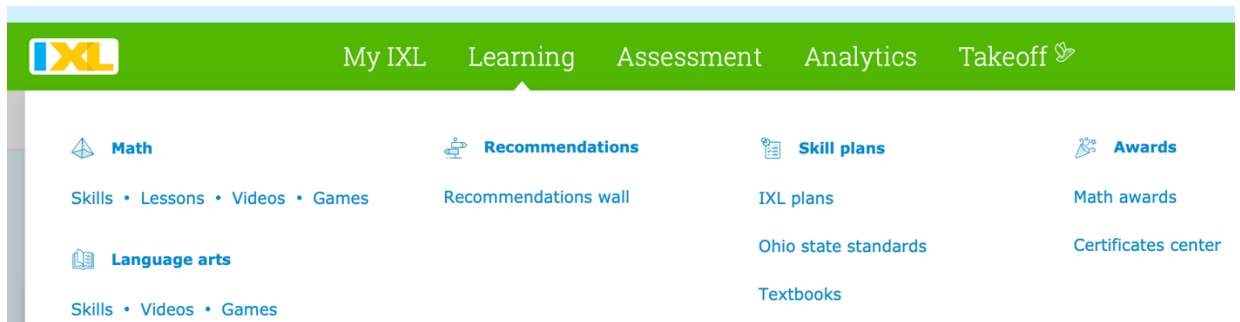 IXL
My IXL Learning Assessment Analytics Takeoff
Math
Skills • Lessons • Videos • Games
Language arts
Skills • Videos • Games
Recommendations
Recommendations wall
Skill plans
IXL plans
Ohio state standards
Textbooks
Awards
Math awards
Certificates center